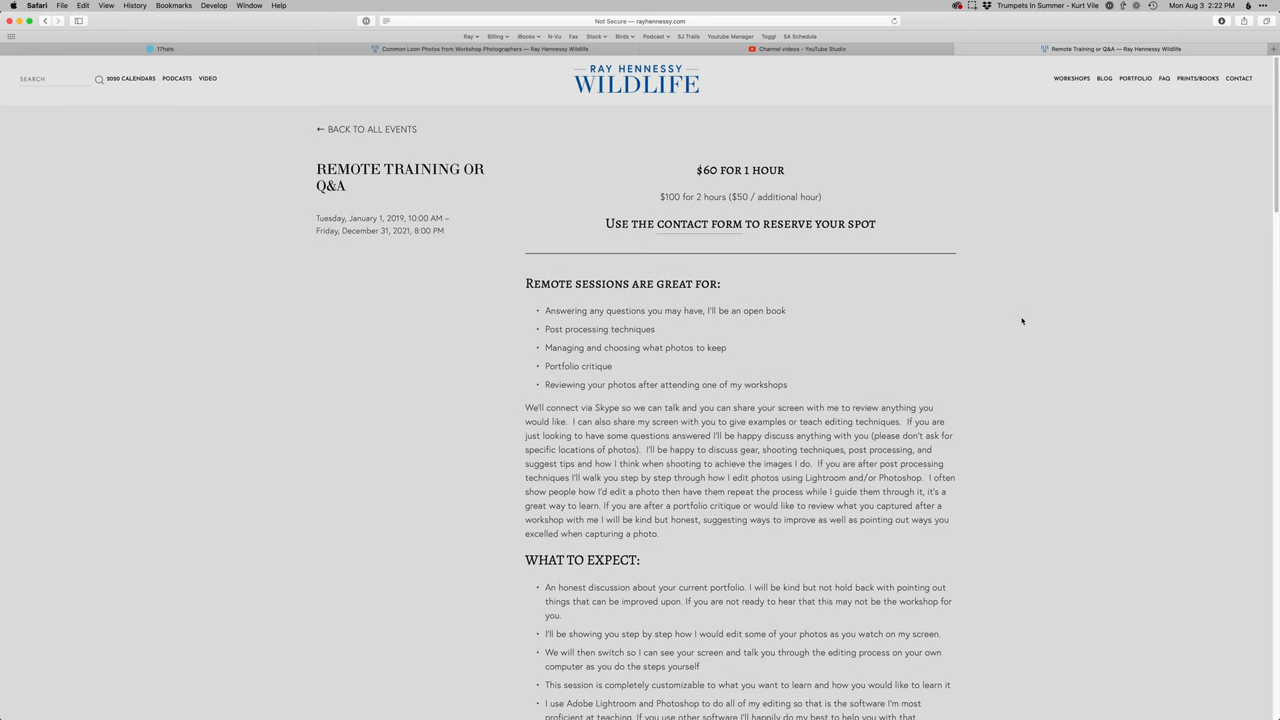 Safari File Edit View History Bookmarks Develop Window Help
Trumpets In Summer - Kurt Vile
Mon Aug 3 2:22 PM
Not Secure — rayhennessy.com
Ray Billing iBooks N-Vu Fax Stock Birds Podcast SJ Trails Youtube Manager Toggl SA Schedule
17hats
Common Loon Photos from Workshop Photographers — Ray Hennessy Wildlife
Channel videos - YouTube Studio
Remote Training or Q&A — Ray Hennessy Wildlife
SEARCH
2020 CALENDARS PODCASTS VIDEO
RAY HENNESSY
WILDLIFE
WORKSHOPS BLOG PORTFOLIO FAQ PRINTS/BOOKS CONTACT
← BACK TO ALL EVENTS
REMOTE TRAINING OR
Q&A
Tuesday, January 1, 2019, 10:00 AM –
Friday, December 31, 2021, 8:00 PM
$60 FOR 1 HOUR
$100 for 2 hours ($50 / additional hour)
USE THE CONTACT FORM TO RESERVE YOUR SPOT
REMOTE SESSIONS ARE GREAT FOR:
• Answering any questions you may have, I'll be an open book
• Post processing techniques
• Managing and choosing what photos to keep
• Portfolio critique
• Reviewing your photos after attending one of my workshops
We'll connect via Skype so we can talk and you can share your screen with me to review anything you
would like. I can also share my screen with you to give examples or teach editing techniques. If you are
just looking to have some questions answered I'll be happy discuss anything with you (please don't ask for
specific locations of photos). I'll be happy to discuss gear, shooting techniques, post processing, and
suggest tips and how I think when shooting to achieve the images I do. If you are after post processing
techniques I'll walk you step by step through how I edit photos using Lightroom and/or Photoshop. I often
show people how I'd edit a photo then have them repeat the process while I guide them through it, it's a
great way to learn. If you are after a portfolio critique or would like to review what you captured after a
workshop with me I will be kind but honest, suggesting ways to improve as well as pointing out ways you
excelled when capturing a photo.
WHAT TO EXPECT:
• An honest discussion about your current portfolio. I will be kind but not hold back with pointing out
things that can be improved upon. If you are not ready to hear that this may not be the workshop for
you.
• I'll be showing you step by step how I would edit some of your photos as you watch on my screen.
• We will then switch so I can see your screen and talk you through the editing process on your own
computer as you do the steps yourself
• This session is completely customizable to what you want to learn and how you would like to learn it
• I use Adobe Lightroom and Photoshop to do all of my editing so that is the software I'm most
proficient at teaching. If you use other software I'll happily do my best to help you with that.